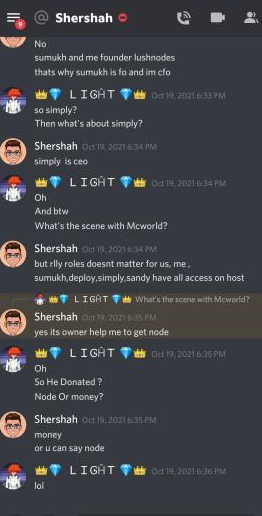 9
@ Shershah
No
sumukh and me founder lushnodes
thats why sumukh is fo and im cfo
👑💎 L I G Ĥ T 💎👑 Oct 19, 2021 6:33 PM
so simply?
Then what's about simply?
Shershah Oct 19, 2021 6:34 PM
simply is ceo
👑💎 L I G Ĥ T 💎👑 Oct 19, 2021 6:34 PM
Oh
And btw
What's the scene with Mcworld?
Shershah Oct 19, 2021 6:34 PM
but rlly roles doesnt matter for us, me ,
sumukh,deploy,simply,sandy have all access on host
👑💎 L I G Ĥ T 💎👑 What's the scene with Mcworld?
Shershah Oct 19, 2021 6:35 PM
yes its owner help me to get node
👑💎 L I G Ĥ T 💎👑 Oct 19, 2021 6:35 PM
Oh
So He Donated ?
Node Or money?
Shershah Oct 19, 2021 6:35 PM
money
or u can say node
👑💎 L I G Ĥ T 💎👑 Oct 19, 2021 6:36 PM
lol